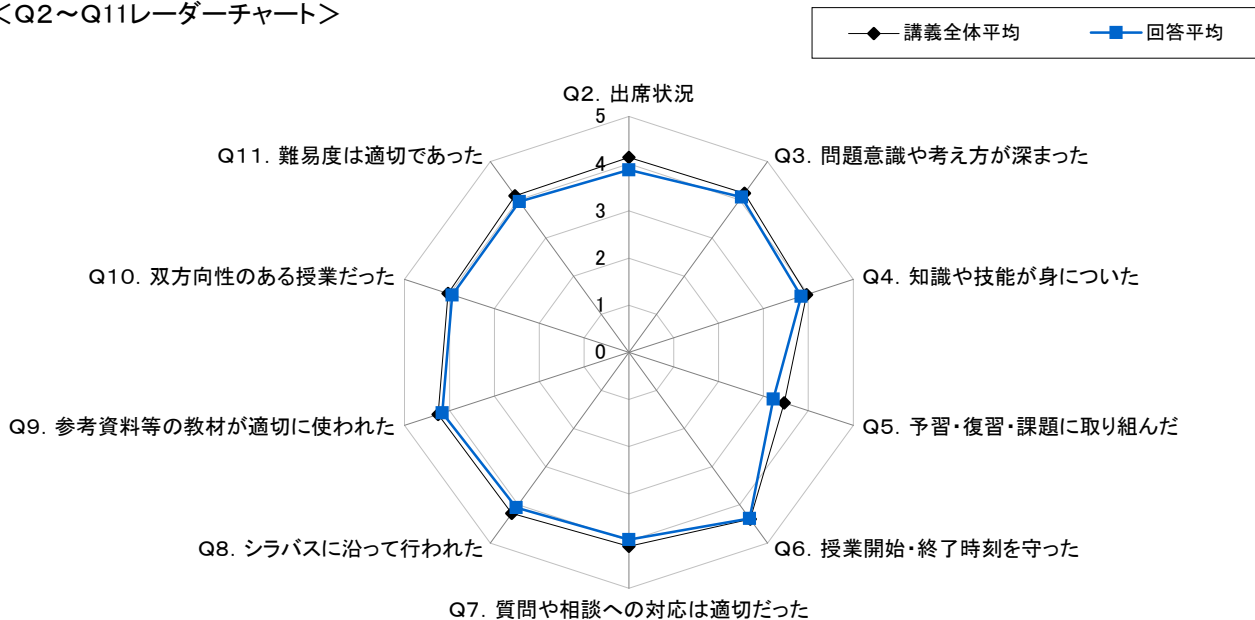 <Q2～Q11レーダーチャート>
講義全体平均
回答平均
Q2. 出席状況
Q3. 問題意識や考え方が深まった
Q4. 知識や技能が身についた
Q5. 予習・復習・課題に取り組んだ
Q6. 授業開始・終了時刻を守った
Q7. 質問や相談への対応は適切だった
Q8. シラバスに沿って行われた
Q9. 参考資料等の教材が適切に使われた
Q10. 双方向性のある授業だった
Q11. 難易度は適切であった
5
4
3
2
1
0